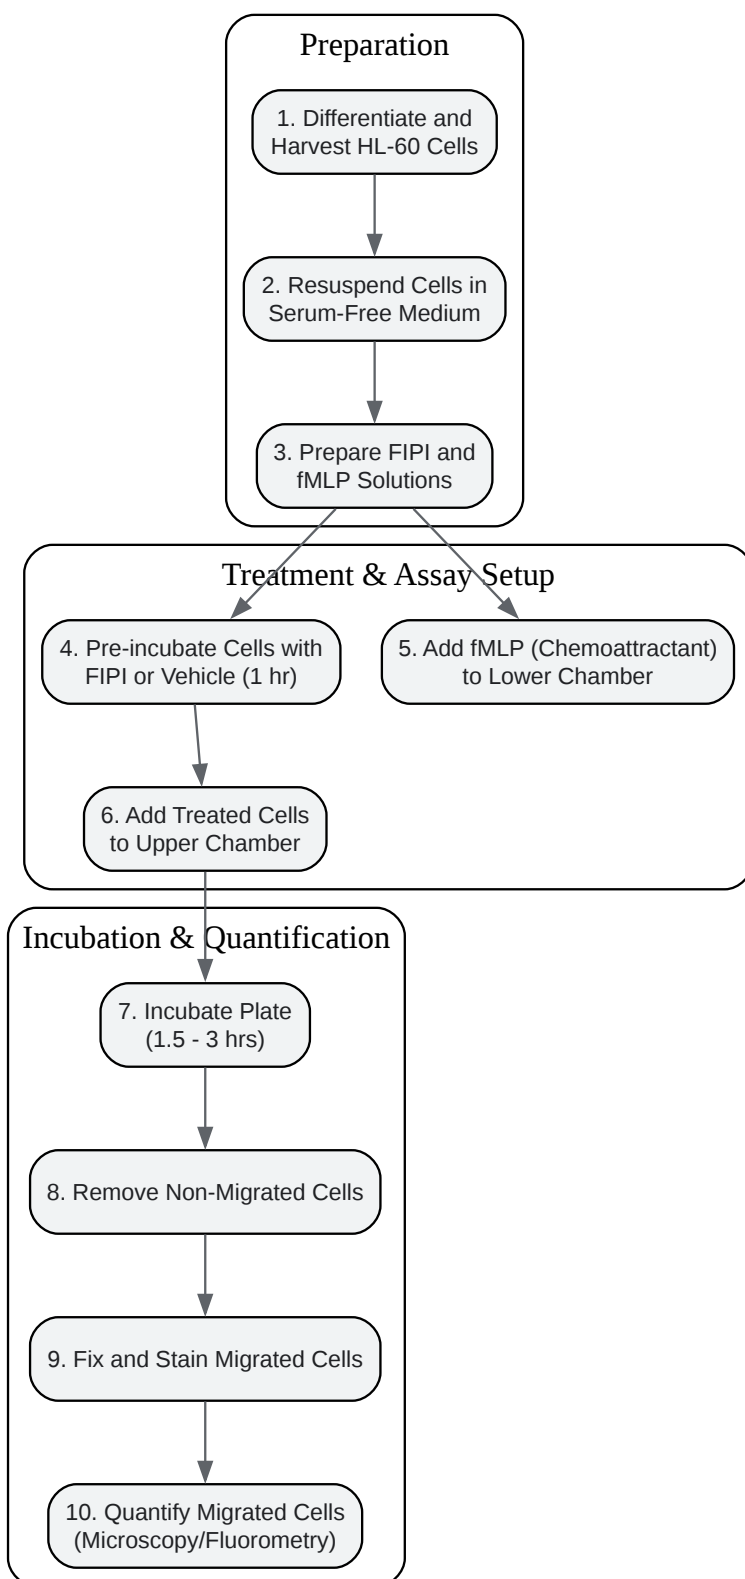 Preparation
1. Differentiate and
Harvest HL-60 Cells
2. Resuspend Cells in
Serum-Free Medium
3. Prepare FIPI and
fMLP Solutions
Treatment & Assay Setup
4. Pre-incubate Cells with
FIPI or Vehicle (1 hr)
5. Add fMLP (Chemoattractant)
to Lower Chamber
6. Add Treated Cells
to Upper Chamber
Incubation & Quantification
7. Incubate Plate
(1.5 - 3 hrs)
8. Remove Non-Migrated Cells
9. Fix and Stain Migrated Cells
10. Quantify Migrated Cells
(Microscopy/Fluorometry)